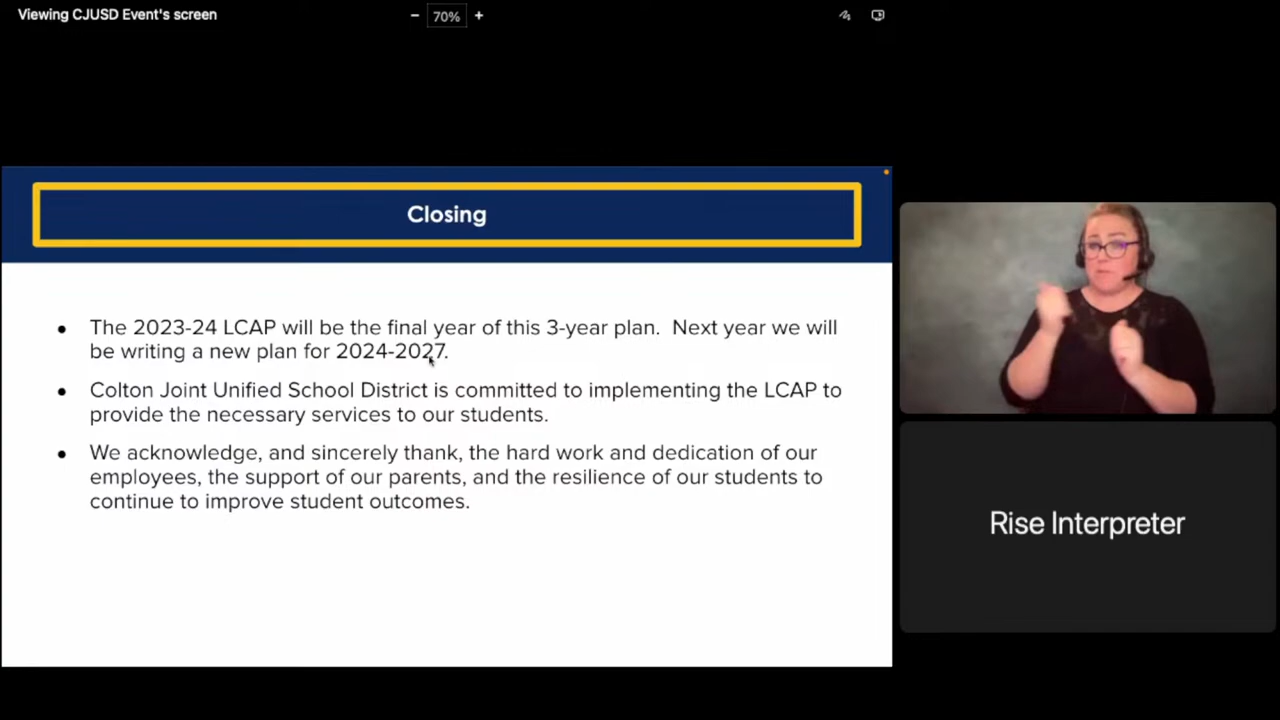 Viewing CJUSD Event's screen
− 70% +
Closing
● The 2023-24 LCAP will be the final year of this 3-year plan. Next year we will
be writing a new plan for 2024-2027.
● Colton Joint Unified School District is committed to implementing the LCAP to
provide the necessary services to our students.
● We acknowledge, and sincerely thank, the hard work and dedication of our
employees, the support of our parents, and the resilience of our students to
continue to improve student outcomes.
Rise Interpreter